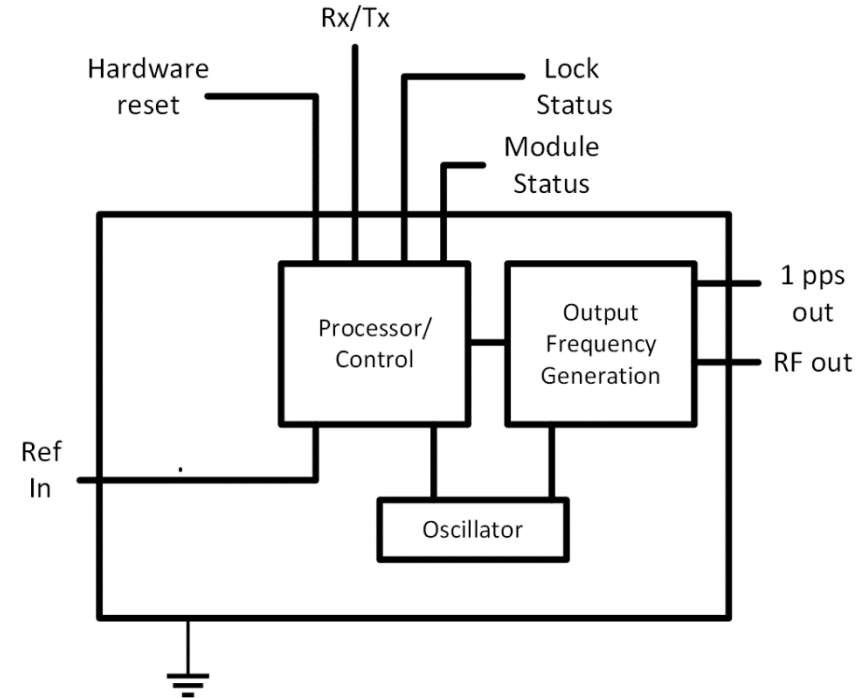 Rx/Tx
Hardware
reset
Lock
Status
Module
Status
Processor/
Control
Output
Frequency
Generation
1 pps
out
RF out
Ref
In
Oscillator